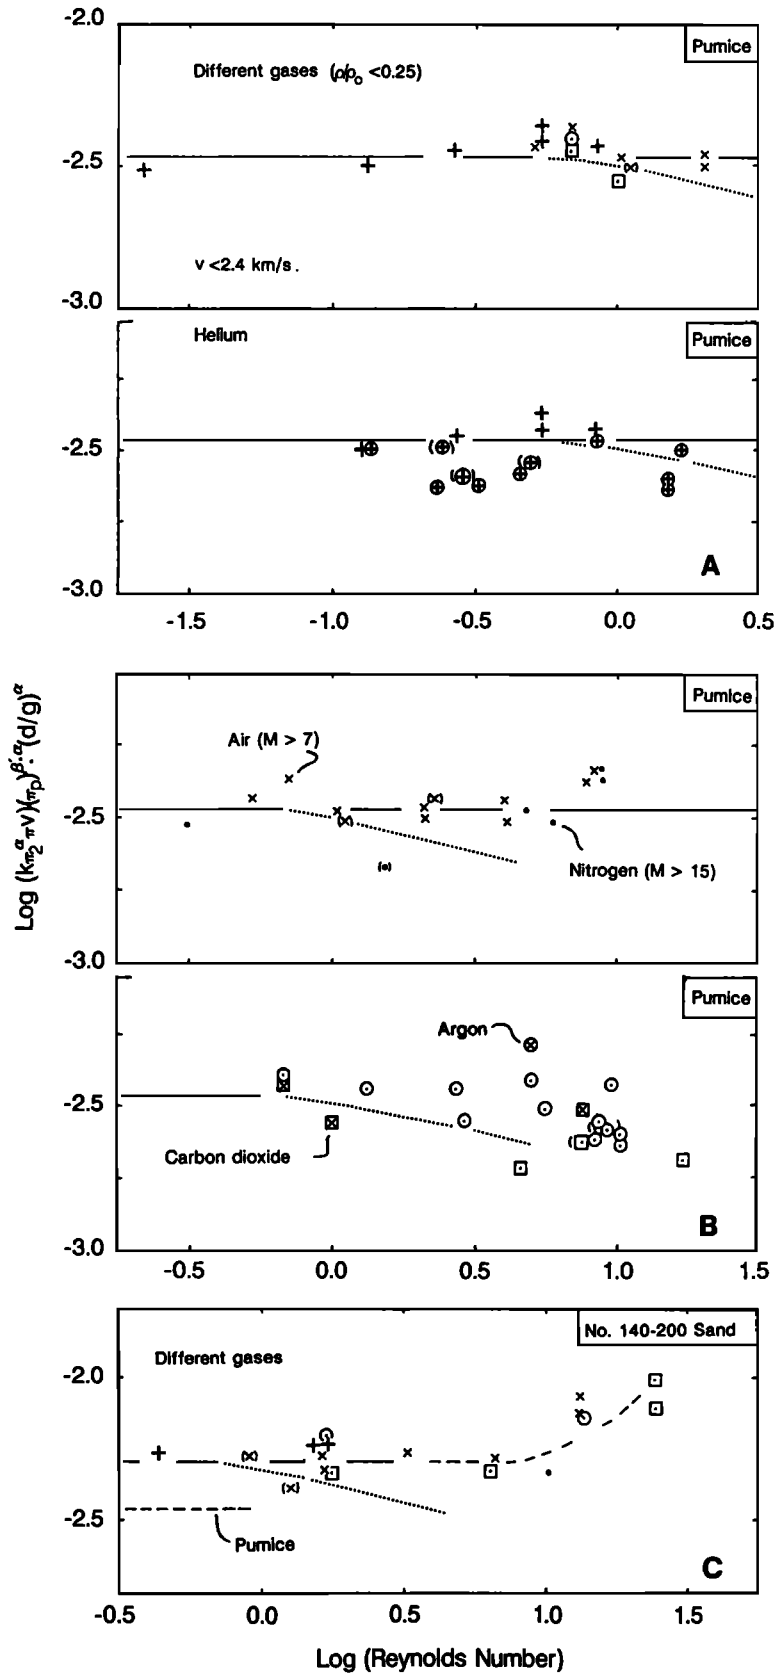 -2.0
Pumice
Different gases (ρ/ρ₀ <0.25)
-2.5
v <2.4 km/s.
-3.0
Helium
Pumice
-2.5
A
-3.0
-1.5 -1.0 -0.5 0.0 0.5
Pumice
Air (M > 7)
-2.5
Nitrogen (M > 15)
-3.0
Pumice
Argon
-2.5
Carbon dioxide
B
-3.0
-0.5 0.0 0.5 1.0 1.5
No. 140-200 Sand
Different gases
-2.0
-2.5
Pumice
C
-0.5 0.0 0.5 1.0 1.5
Log (Reynolds Number)